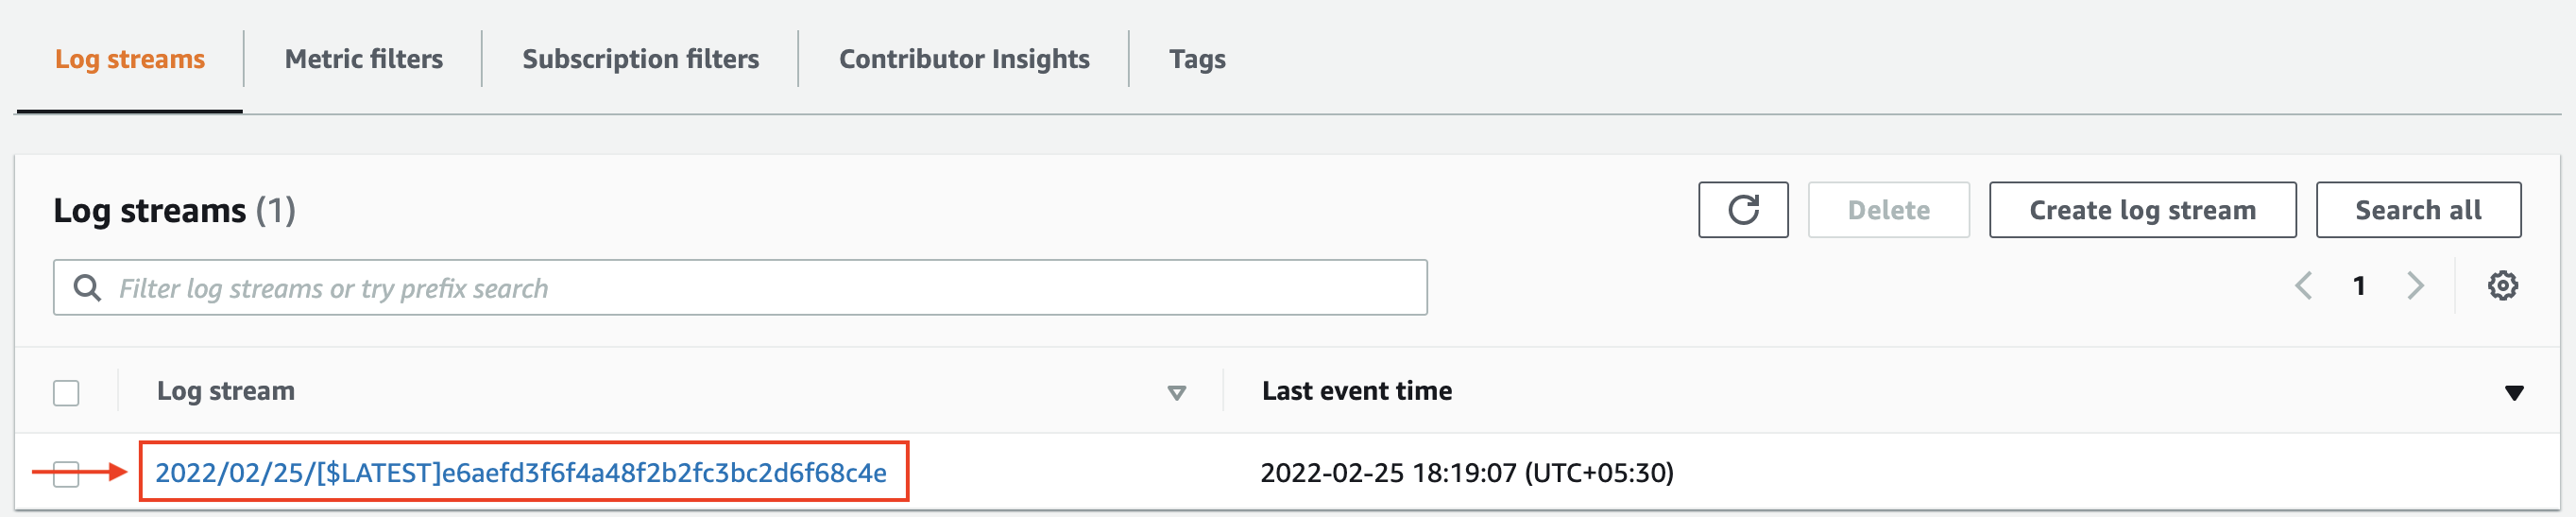 Log streams
Metric filters
Subscription filters
Contributor Insights
Tags
Log streams (1)
Delete
Create log stream
Search all
Filter log streams or try prefix search
1
Log stream
Last event time
2022/02/25/[$LATEST]e6aefd3f6f4a48f2b2fc3bc2d6f68c4e
2022-02-25 18:19:07 (UTC+05:30)